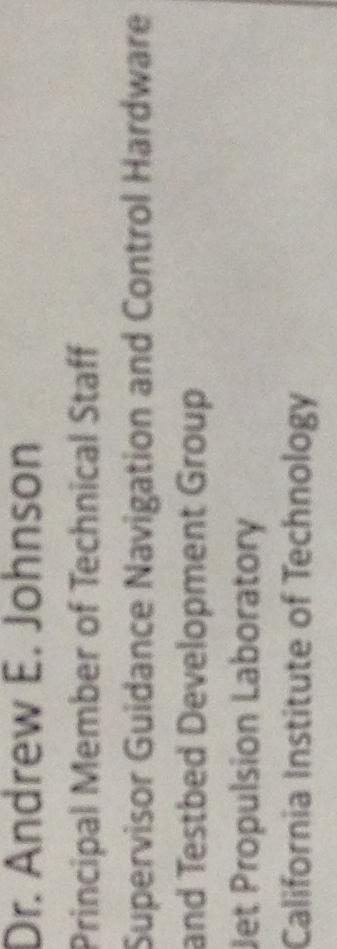 Dr. Andrew E. Johnson
Principal Member of Technical Staff
Supervisor Guidance Navigation and Control Hardware
and Testbed Development Group
Jet Propulsion Laboratory
California Institute of Technology